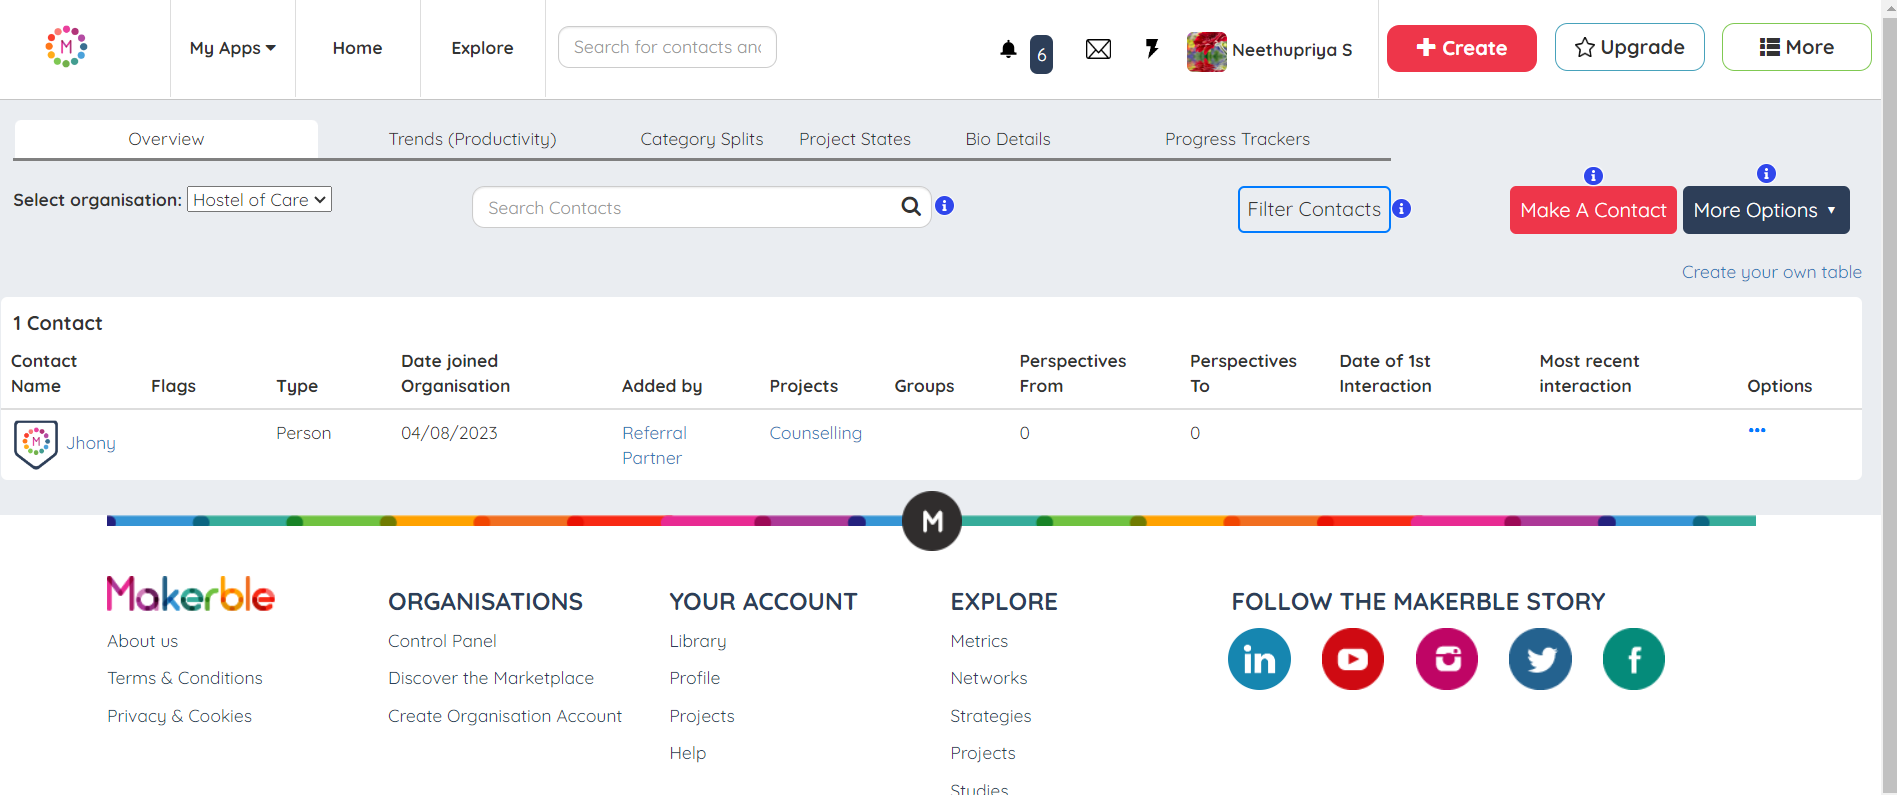 M
My Apps
Home
Explore
Search for contacts and
6
Neethupriya S
Create
Upgrade
More
Overview
Trends (Productivity)
Category Splits
Project States
Bio Details
Progress Trackers
Select organisation: Hostel of Care
Search Contacts
i
Filter Contacts
i
i
Make A Contact
i
More Options
Create your own table
1 Contact
Contact Name
Flags
Type
Date joined Organisation
Added by
Projects
Groups
Perspectives From
Perspectives To
Date of 1st Interaction
Most recent interaction
Options
M
Jhony
Person
04/08/2023
Referral Partner
Counselling
0
0
M
Makerble
About us
Terms & Conditions
Privacy & Cookies
ORGANISATIONS
Control Panel
Discover the Marketplace
Create Organisation Account
YOUR ACCOUNT
Library
Profile
Projects
Help
EXPLORE
Metrics
Networks
Strategies
Projects
Studies
FOLLOW THE MAKERBLE STORY
in
f